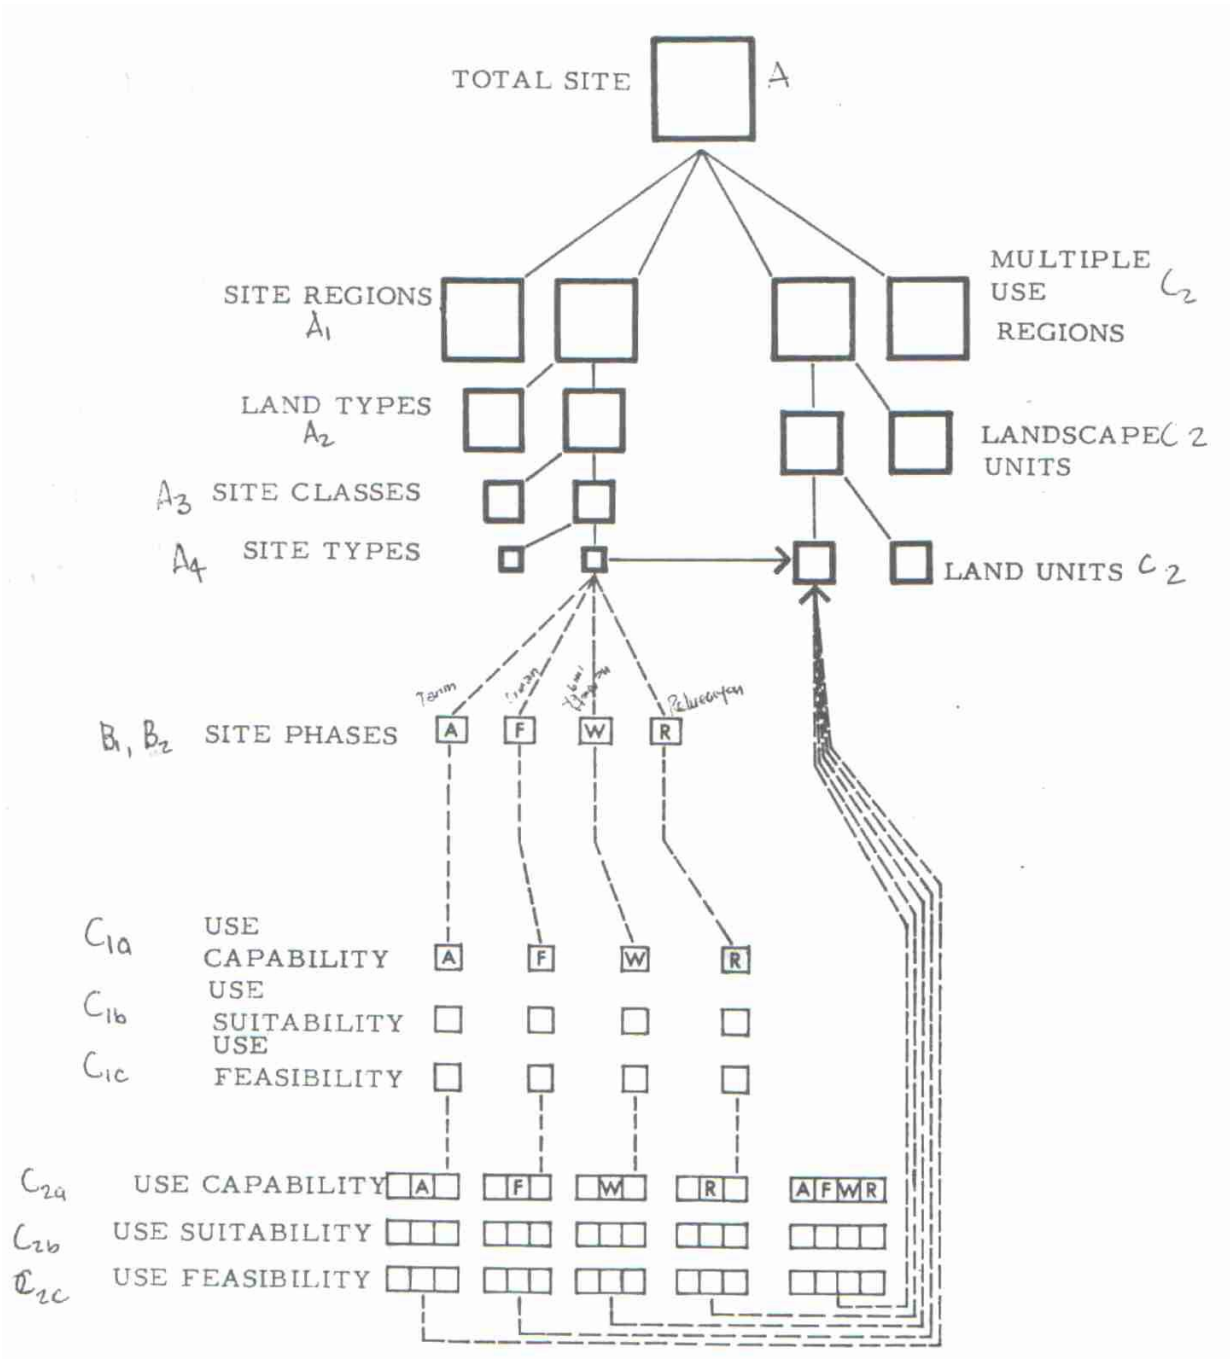 TOTAL SITE A
MULTIPLE
USE C2
REGIONS
SITE REGIONS
A1
LAND TYPES
A2
LANDSCAPE C2
UNITS
A3 SITE CLASSES
A4 SITE TYPES
LAND UNITS C2
Tarım
Orman
Rekreasyon
B1, B2 SITE PHASES A F W R
C1a USE
CAPABILITY A F W R
C1b USE
SUITABILITY
C1c USE
FEASIBILITY
C2a USE CAPABILITY A F W R A F W R
C2b USE SUITABILITY
C2c USE FEASIBILITY